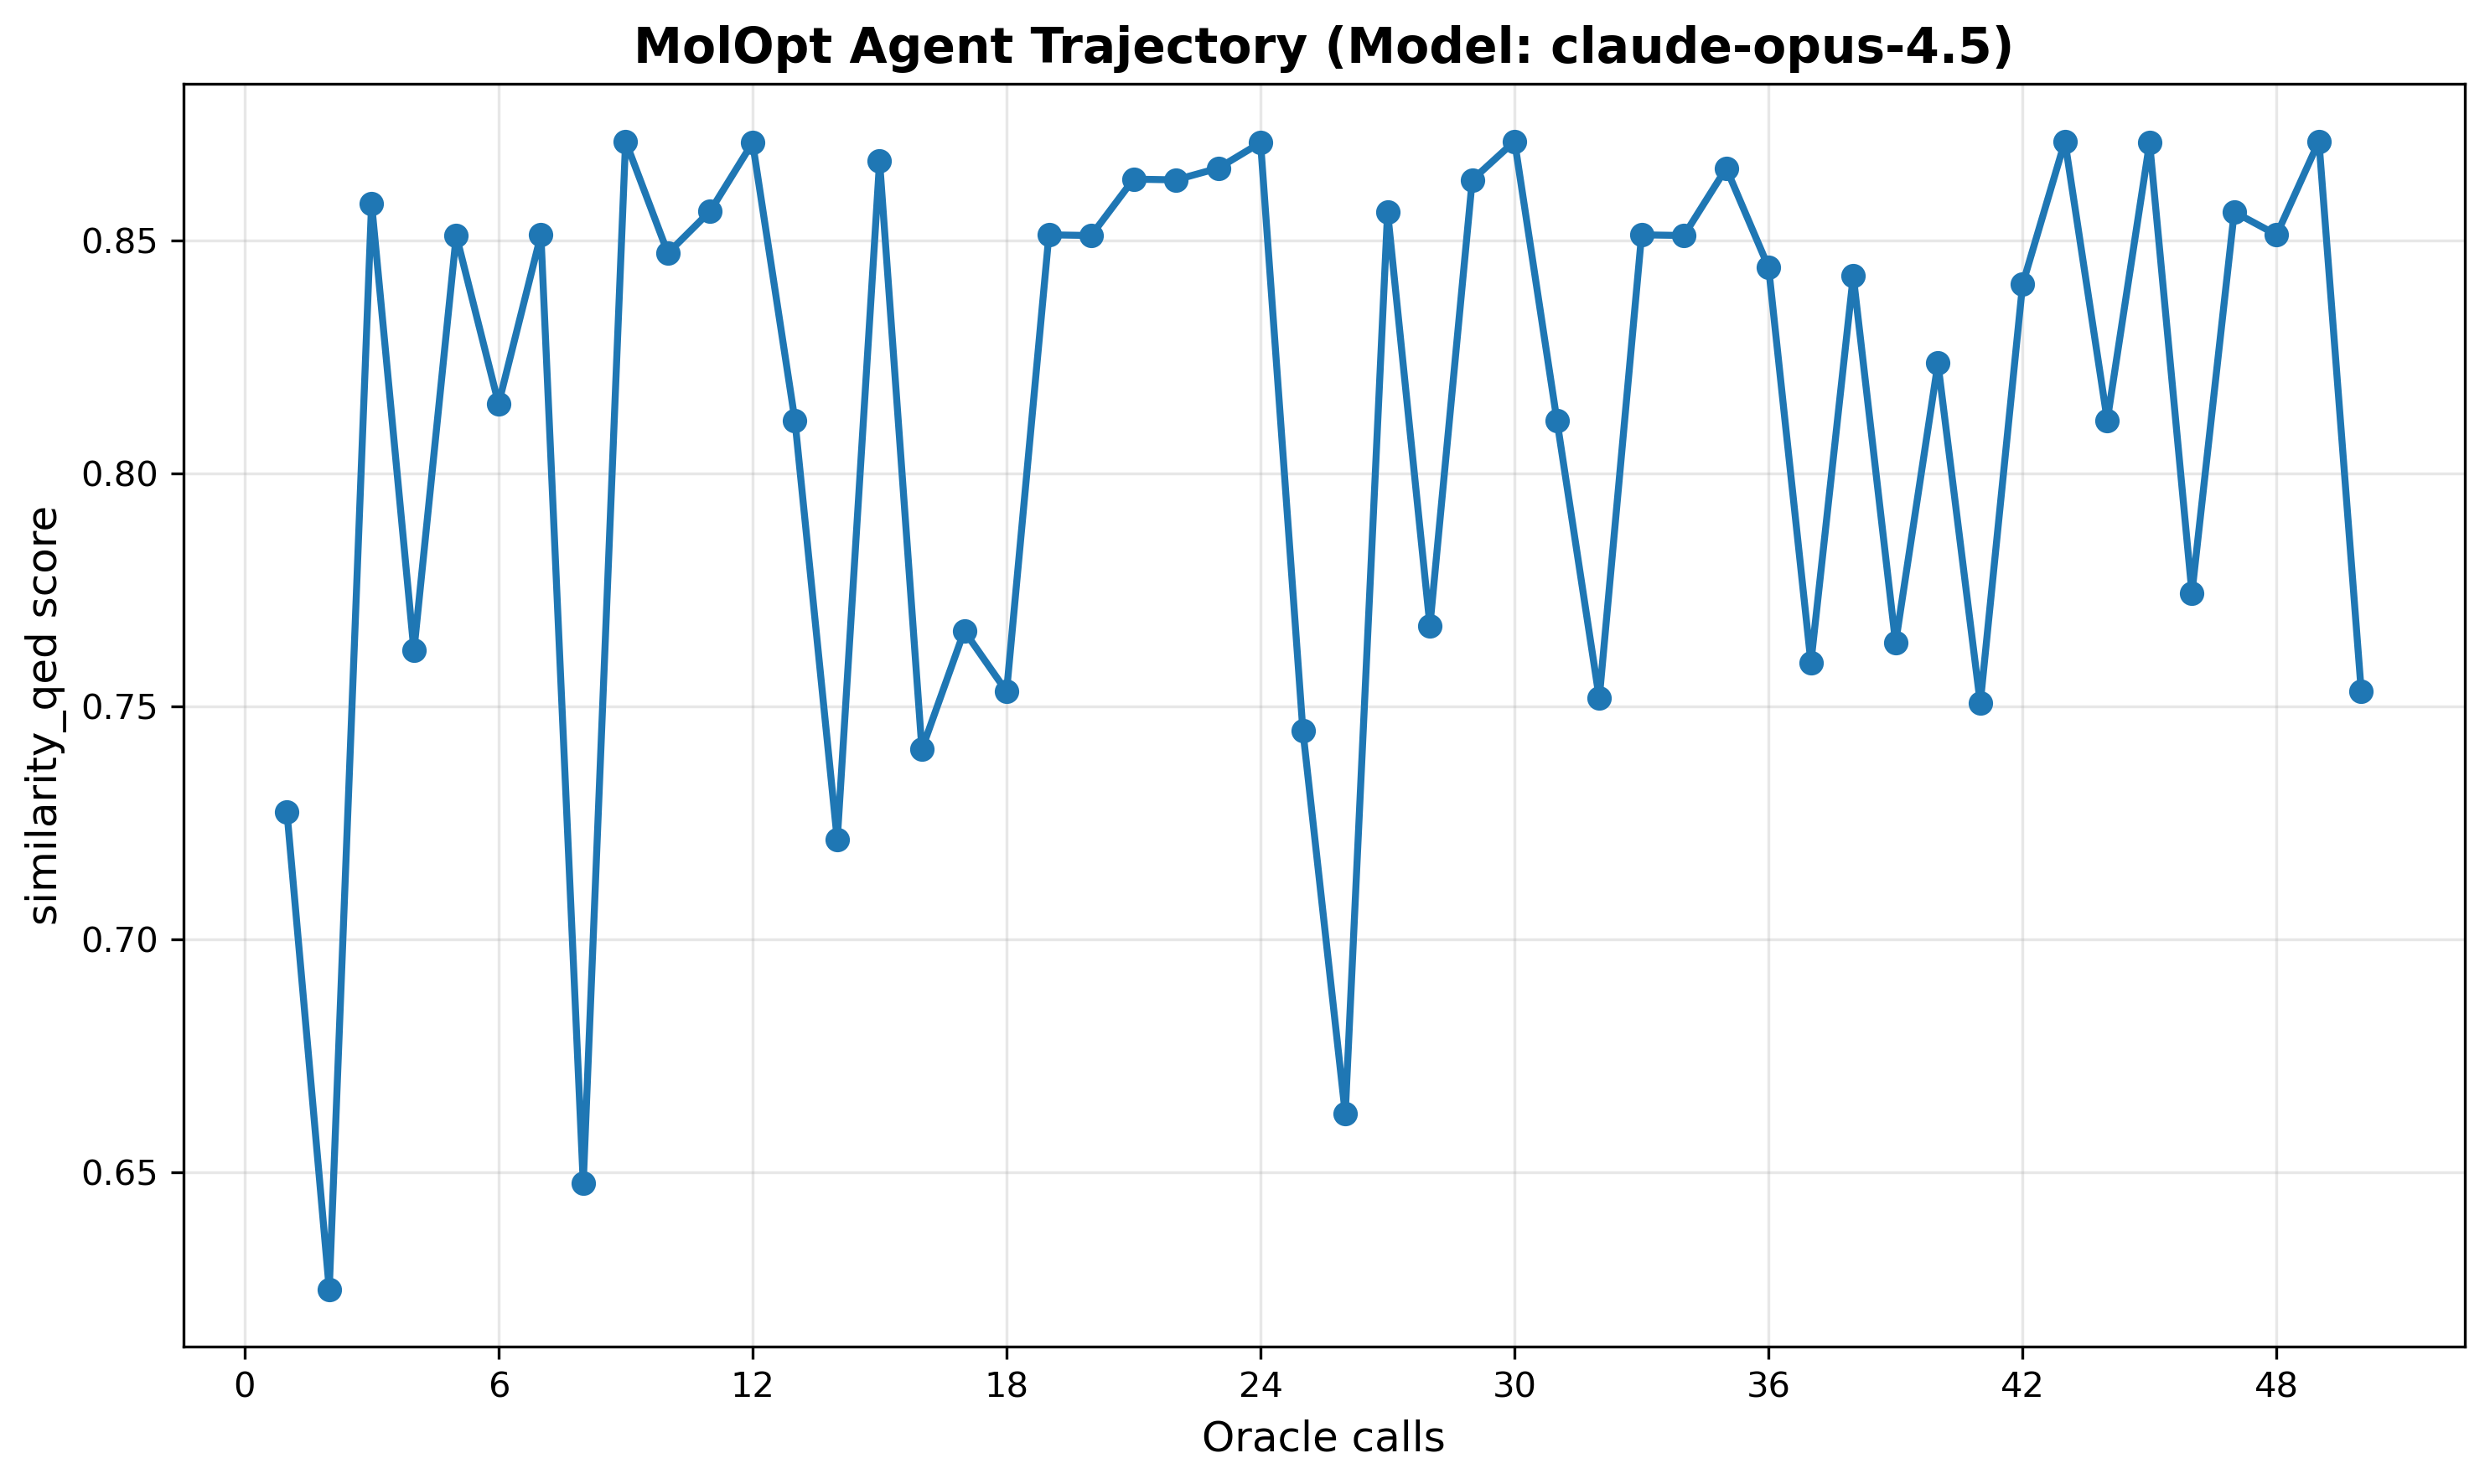 MolOpt Agent Trajectory (Model: claude-opus-4.5)
similarity_qed score
0.85
0.80
0.75
0.70
0.65
0 6 12 18 24 30 36 42 48
Oracle calls